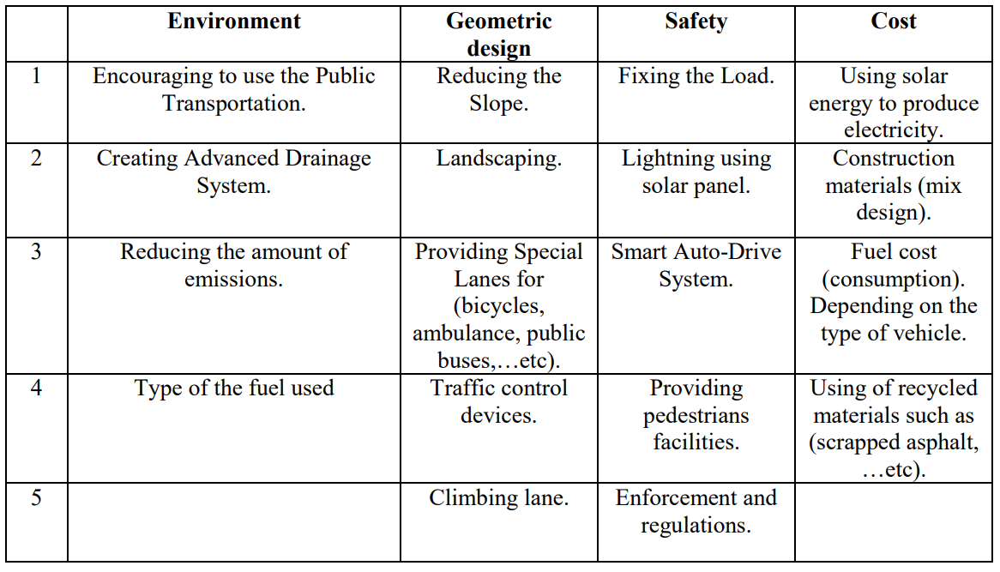 Environment
Geometric
design
Safety
Cost
1
Encouraging to use the Public
Transportation.
Reducing the
Slope.
Fixing the Load.
Using solar
energy to produce
electricity.
2
Creating Advanced Drainage
System.
Landscaping.
Lightning using
solar panel.
Construction
materials (mix
design).
3
Reducing the amount of
emissions.
Providing Special
Lanes for
(bicycles,
ambulance, public
buses,…etc).
Smart Auto-Drive
System.
Fuel cost
(consumption).
Depending on the
type of vehicle.
4
Type of the fuel used
Traffic control
devices.
Providing
pedestrians
facilities.
Using of recycled
materials such as
(scrapped asphalt,
…etc).
5
Climbing lane.
Enforcement and
regulations.